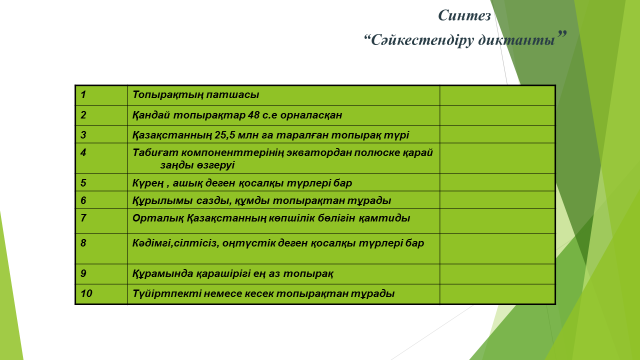 Синтез
“Сәйкестендіру диктанты”
1 Топырақтың патшасы
2 Қандай топырақтар 48 с.е орналасқан
3 Қазақстанның 25,5 млн га таралған топырақ түрі
4 Табиғат компоненттерінің экватордан полюске қарай
заңды өзгеруі
5 Күрең , ашық деген қосалқы түрлері бар
6 Құрылымы сазды, құмды топырақтан тұрады
7 Орталық Қазақстанның көпшілік бөлігін қамтиды
8 Кәдімгі,сілтісіз, оңтүстік деген қосалқы түрлері бар
9 Құрамында қарашірігі ең аз топырақ
10 Түйіртпекті немесе кесек топырақтан тұрады